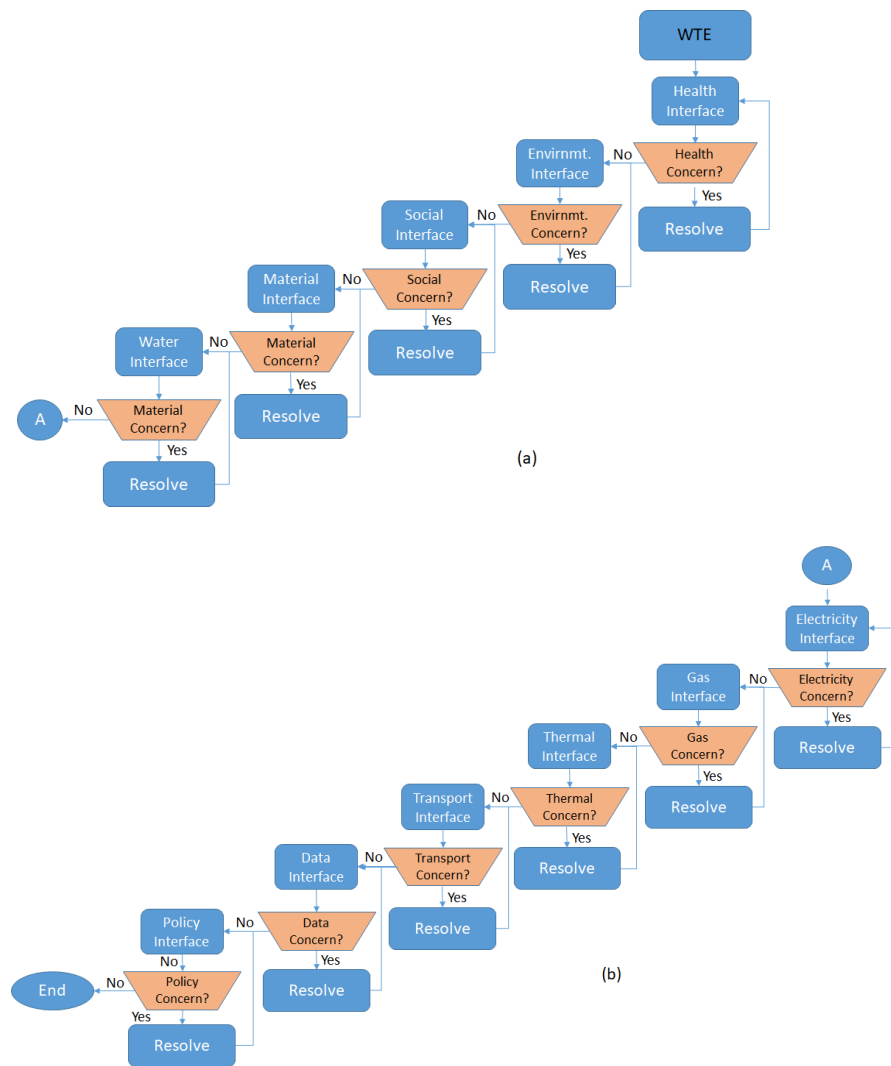 WTE
Health
Interface
Health
Concern?
No
Yes
Resolve
Envirnmt.
Interface
Envirnmt.
Concern?
No
Yes
Resolve
Social
Interface
Social
Concern?
No
Yes
Resolve
Material
Interface
Material
Concern?
No
Yes
Resolve
Water
Interface
Material
Concern?
No
Yes
Resolve
A
(a)
A
Electricity
Interface
Electricity
Concern?
No
Yes
Resolve
Gas
Interface
Gas
Concern?
No
Yes
Resolve
Thermal
Interface
Thermal
Concern?
No
Yes
Resolve
Transport
Interface
Transport
Concern?
No
Yes
Resolve
Data
Interface
Data
Concern?
No
Yes
Resolve
Policy
Interface
No
Policy
Concern?
No
Yes
Resolve
End
(b)